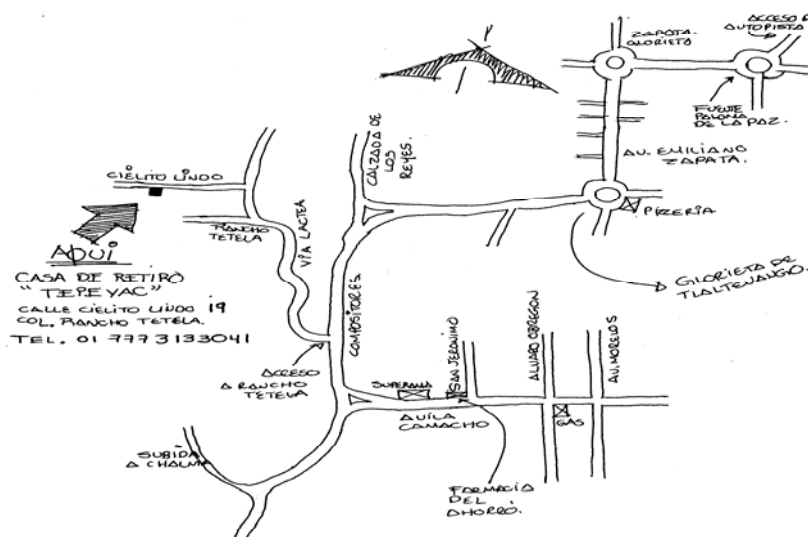 ZAPATA
GLORIETA
ACCESO
AUTOPISTA
FUENTE
PALOMA
DE LA PAZ.
AV. EMILIANO
ZAPATA.
PIZERIA
GLORIETA DE
TLALTENANGO.
CALZADA DE
LOS
REYES.
CIELITO LINDO
RANCHO
TETELA
VIA LACTEA
AQUI
CASA DE RETIRO
"TEPEYAC"
CALLE CIELITO LINDO 19
COL. RANCHO TETELA.
TEL. 01 777 3133041
COMPOSITORES.
ACCESO
A RANCHO
TETELA
SUPERAMA
SAN JERONIMO
ALVARO OBREGON
AV. MORELOS
AVILA
CAMACHO
GAS
SUBIDA
A CHALMA
FARMACIA
DEL
AHORRO.